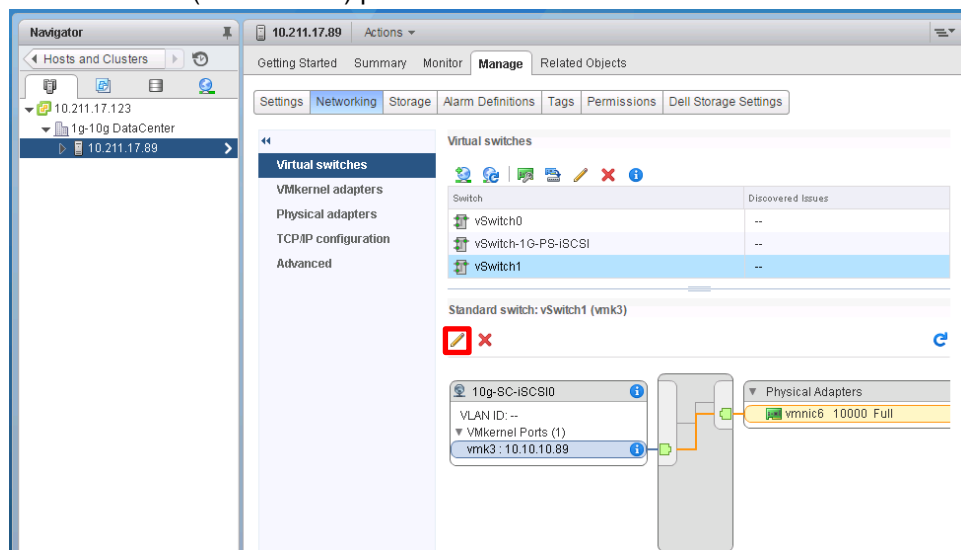 Navigator
Hosts and Clusters
10.211.17.123
1g-10g DataCenter
10.211.17.89
10.211.17.89 Actions
Getting Started Summary Monitor Manage Related Objects
Settings Networking Storage Alarm Definitions Tags Permissions Dell Storage Settings
Virtual switches
VMkernel adapters
Physical adapters
TCP/IP configuration
Advanced
Virtual switches
Switch Discovered Issues
vSwitch0 --
vSwitch-1G-PS-iSCSI --
vSwitch1 --
Standard switch: vSwitch1 (vmk3)
10g-SC-iSCSI0
VLAN ID: --
VMkernel Ports (1)
vmk3 : 10.10.10.89
Physical Adapters
vmnic6 10000 Full